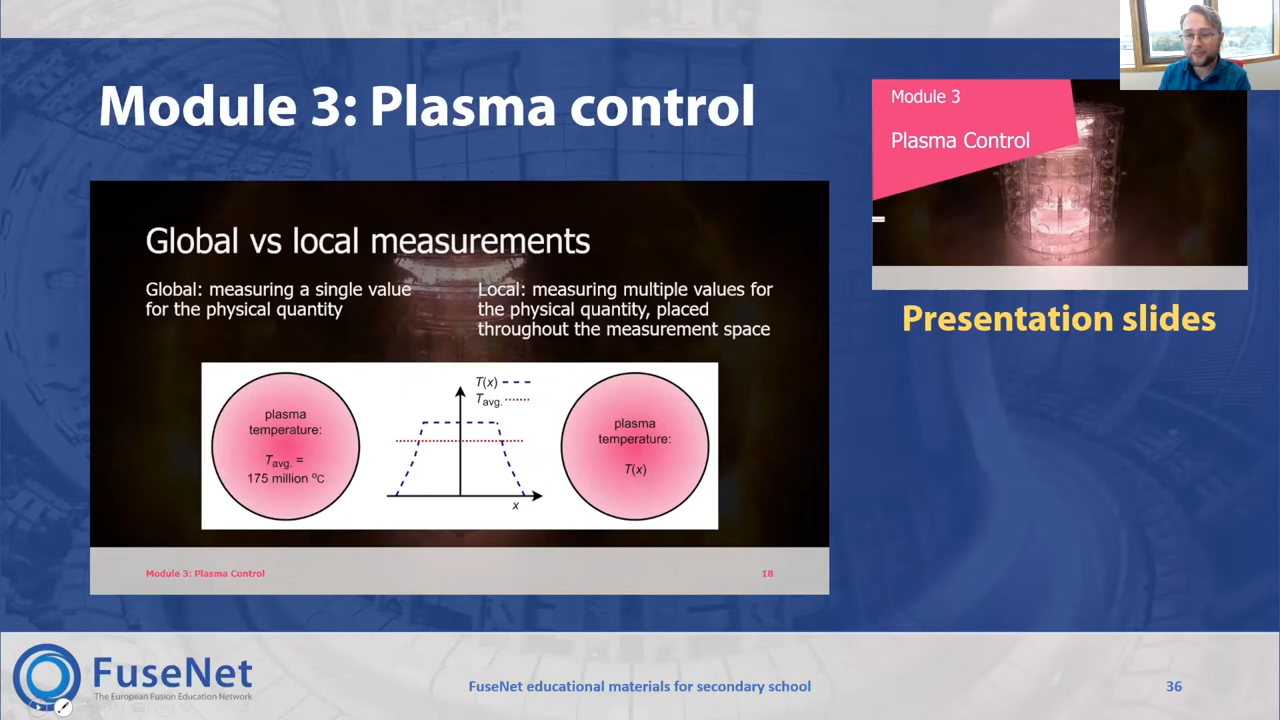 Module 3: Plasma control
Module 3
Plasma Control
Presentation slides
Global vs local measurements
Global: measuring a single value
for the physical quantity
Local: measuring multiple values for
the physical quantity, placed
throughout the measurement space
plasma
temperature:
Tavg. =
175 million ºC
T(x)
Tavg.
x
plasma
temperature:
T(x)
Module 3: Plasma Control
18
FuseNet
The European Fusion Education Network
FuseNet educational materials for secondary school
36